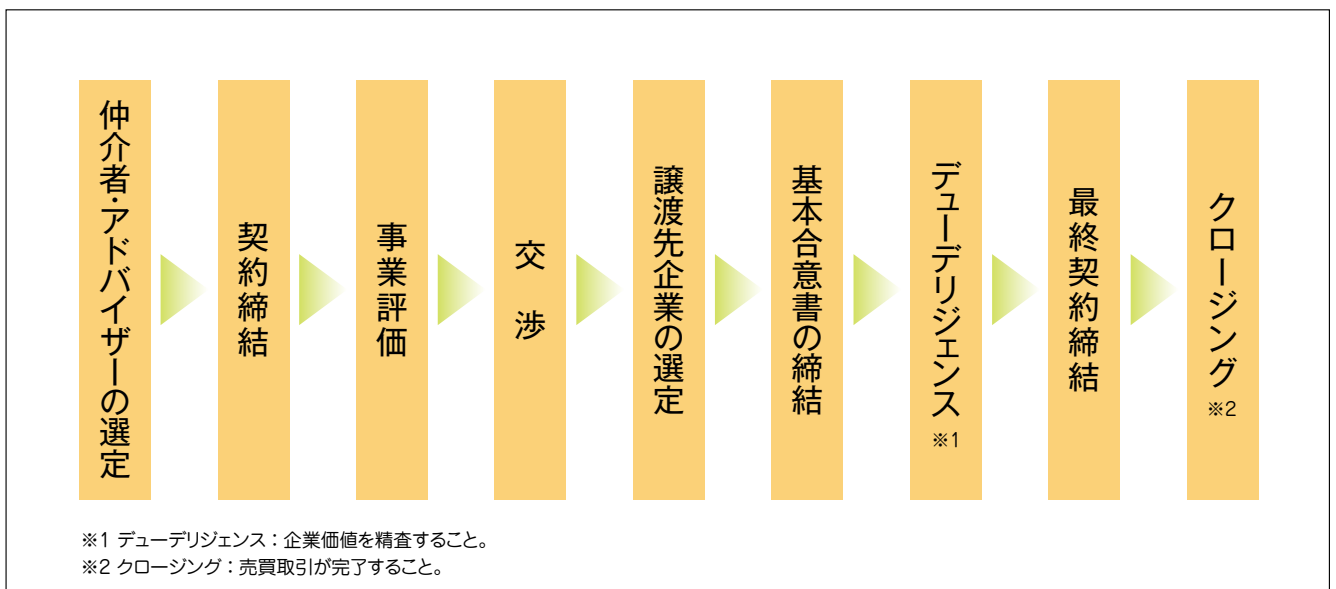 仲介者・アドバイザーの選定
契約締結
事業評価
交渉
譲渡先企業の選定
基本合意書の締結
デューデリジェンス※1
最終契約締結
クロージング※2
※1 デューデリジェンス：企業価値を精査すること。
※2 クロージング：売買取引が完了すること。